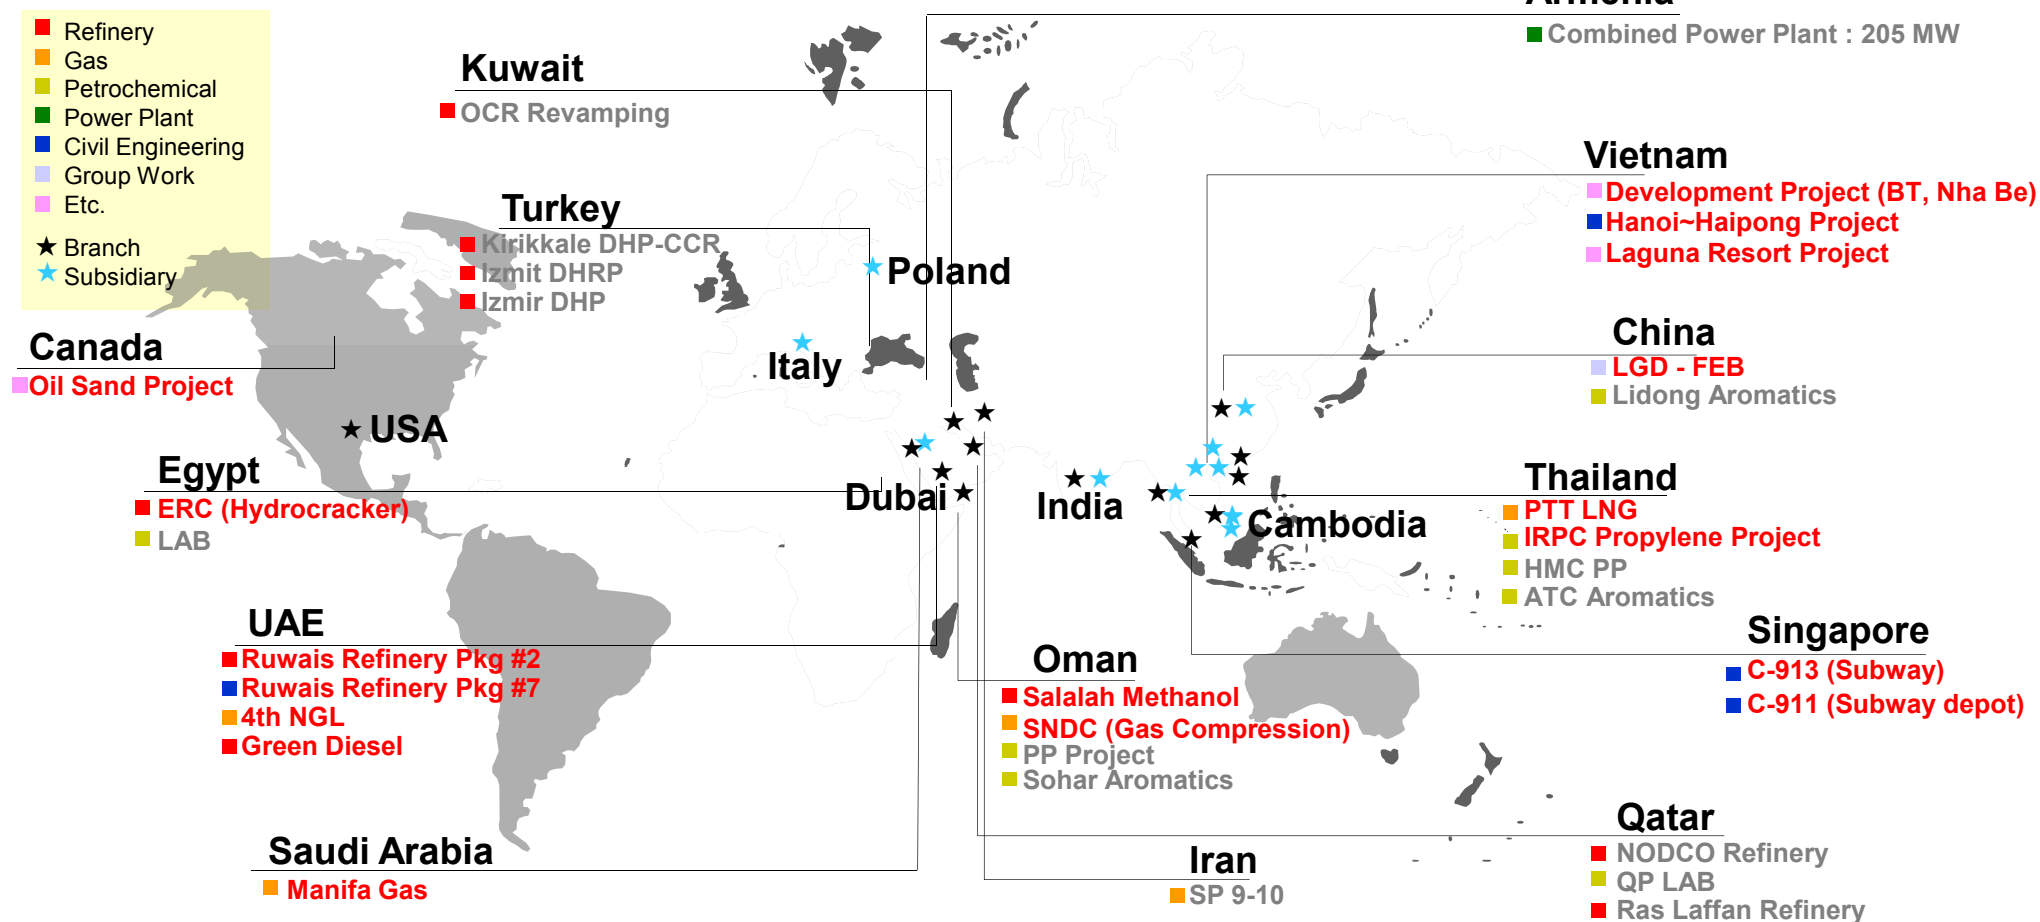 Refinery
Gas
Petrochemical
Power Plant
Civil Engineering
Group Work
Etc.
Branch
Subsidiary
Armenia
Combined Power Plant : 205 MW
Kuwait
OCR Revamping
Turkey
Kirikkale DHP-CCR
Izmit DHRP
Izmir DHP
Poland
Italy
Vietnam
Development Project (BT, Nha Be)
Hanoi~Haipong Project
Laguna Resort Project
Canada
Oil Sand Project
USA
China
LGD - FEB
Lidong Aromatics
Egypt
ERC (Hydrocracker)
LAB
Dubai
India
Cambodia
Thailand
PTT LNG
IRPC Propylene Project
HMC PP
ATC Aromatics
UAE
Ruwais Refinery Pkg #2
Ruwais Refinery Pkg #7
4th NGL
Green Diesel
Oman
Salalah Methanol
SNDC (Gas Compression)
PP Project
Sohar Aromatics
Singapore
C-913 (Subway)
C-911 (Subway depot)
Saudi Arabia
Manifa Gas
Iran
SP 9-10
Qatar
NODCO Refinery
QP LAB
Ras Laffan Refinery